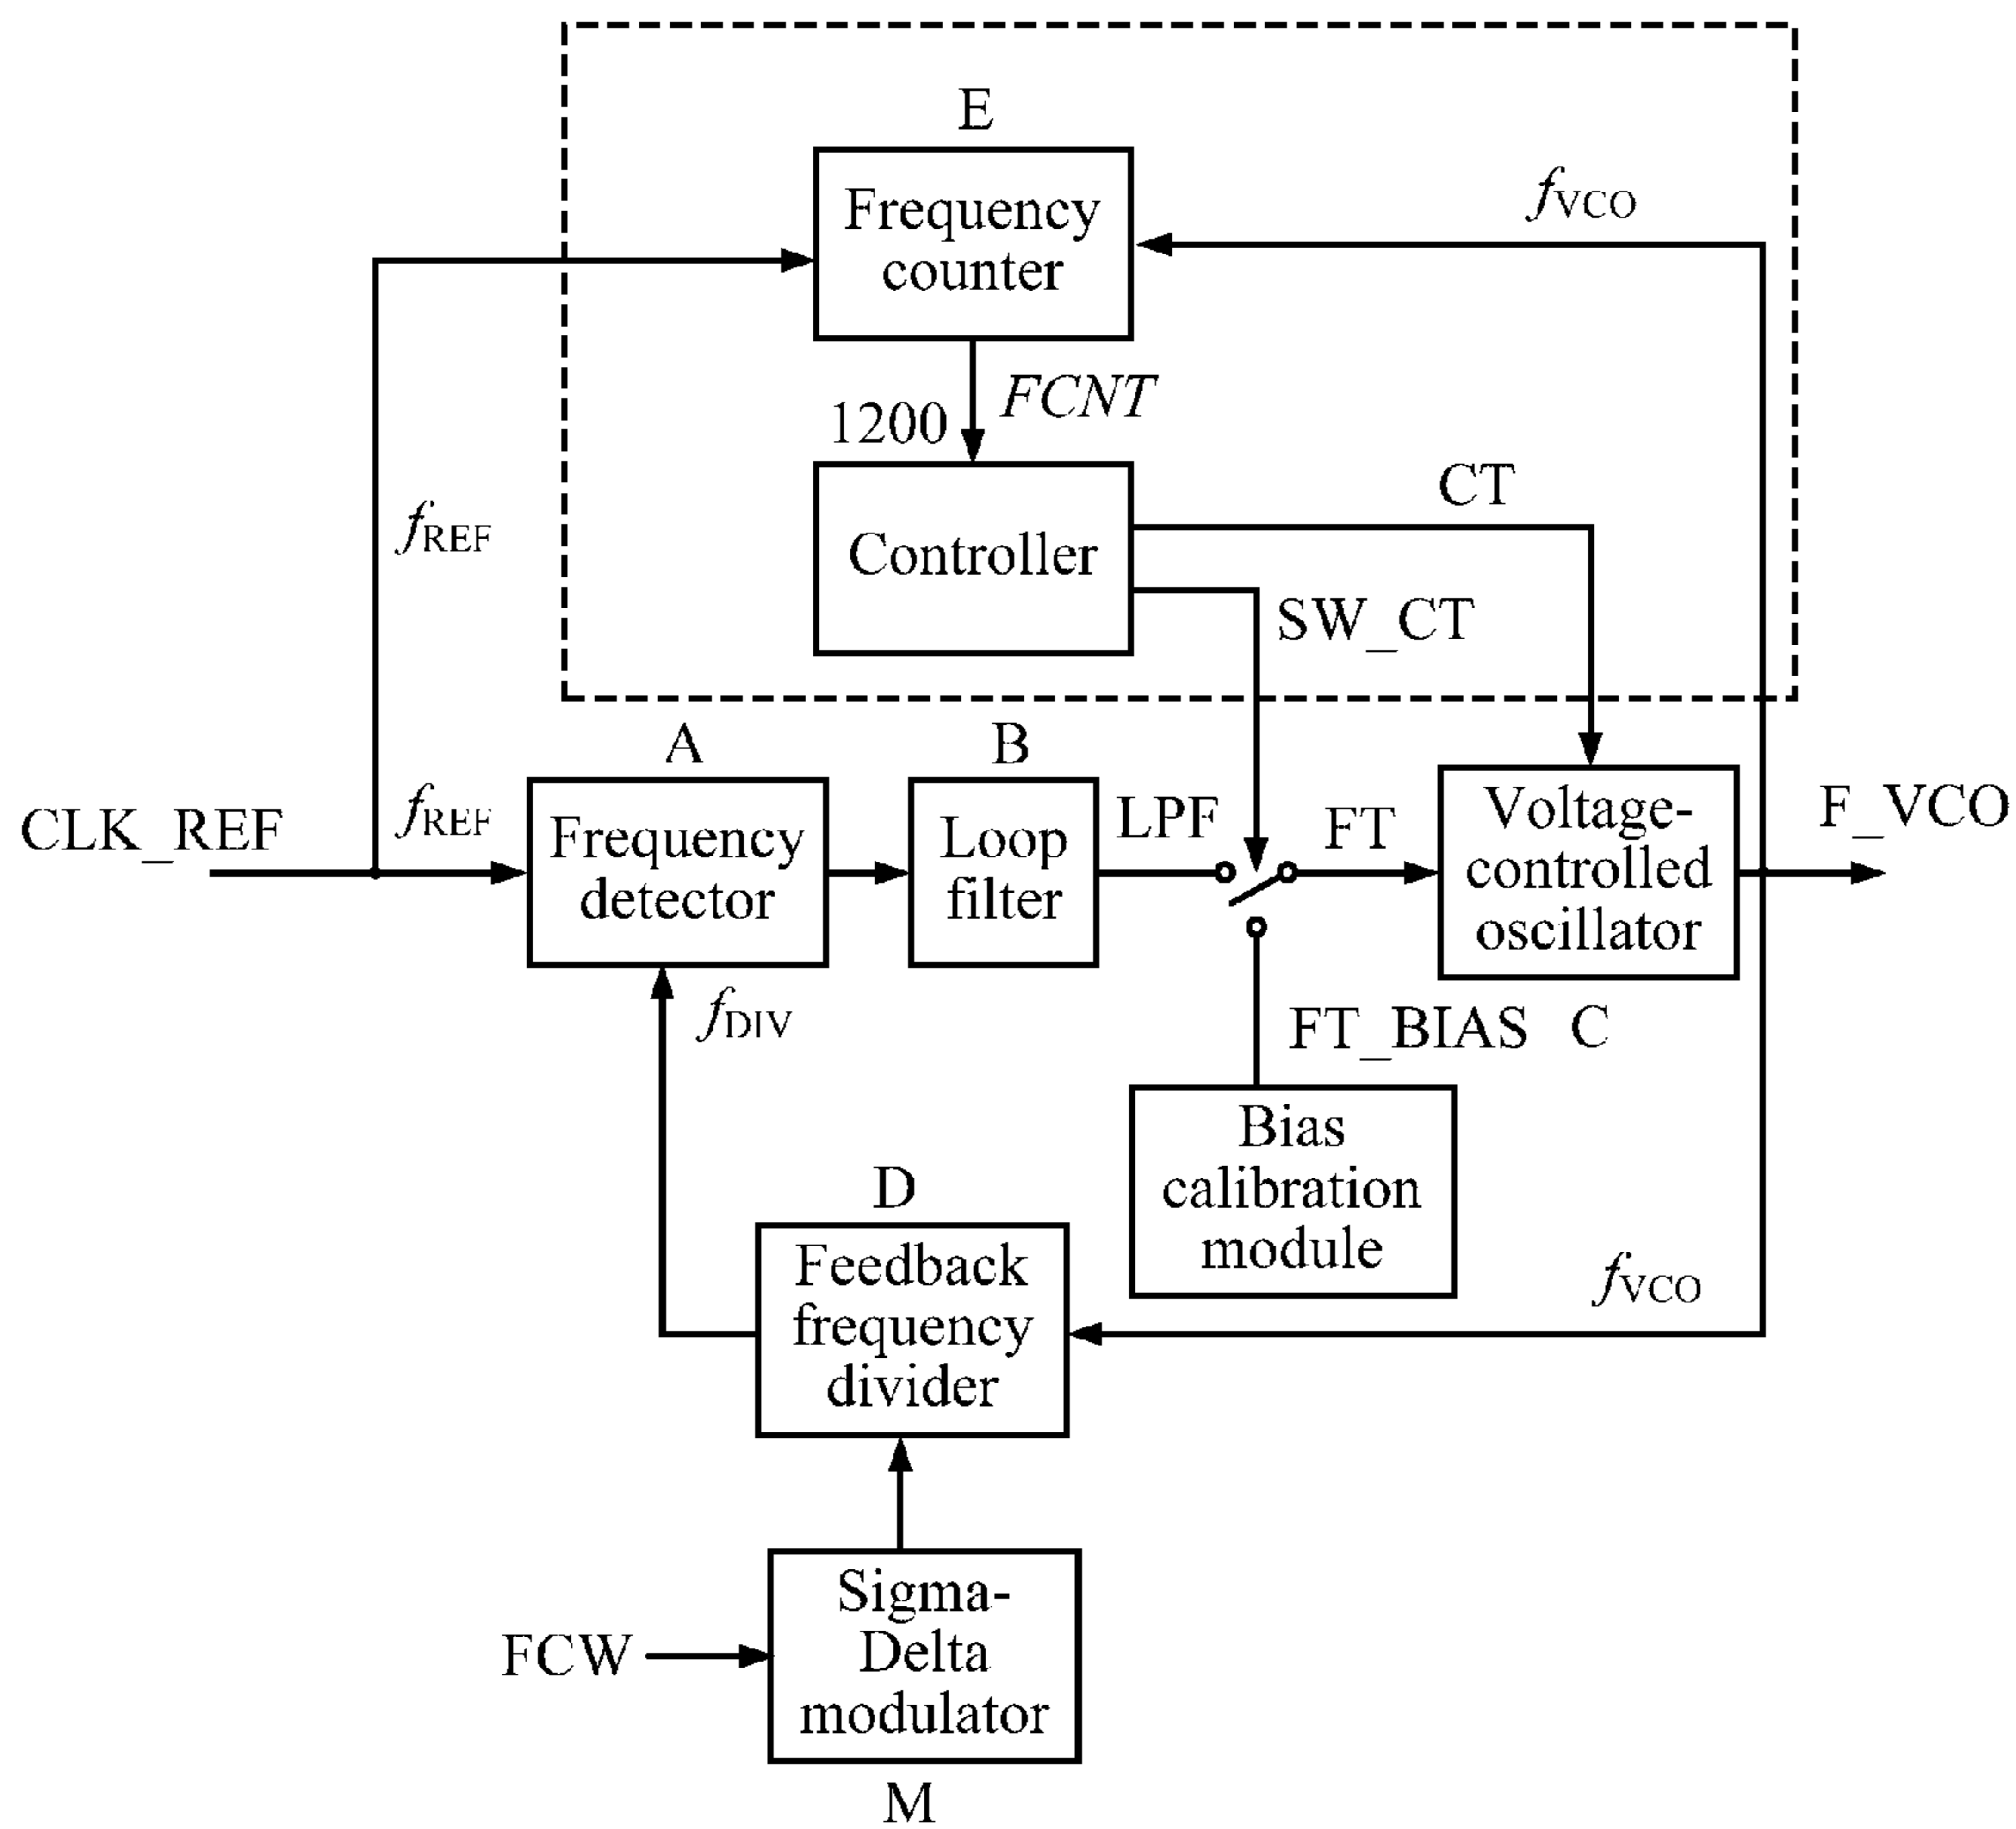 E
Frequency
counter
fVCO
FCNT
1200
Controller
CT
SW_CT
fREF
A
B
CLK_REF
fREF
Frequency
detector
Loop
filter
LPF
FT
Voltage-
controlled
oscillator
F_VCO
fDIV
FT_BIAS
C
Bias
calibration
module
D
Feedback
frequency
divider
fVCO
FCW
Sigma-
Delta
modulator
M